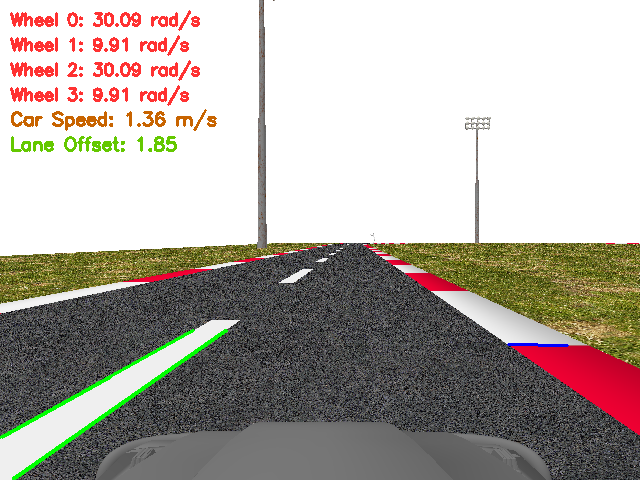 Wheel 0: 30.09 rad/s
Wheel 1: 9.91 rad/s
Wheel 2: 30.09 rad/s
Wheel 3: 9.91 rad/s
Car Speed: 1.36 m/s
Lane Offset: 1.85